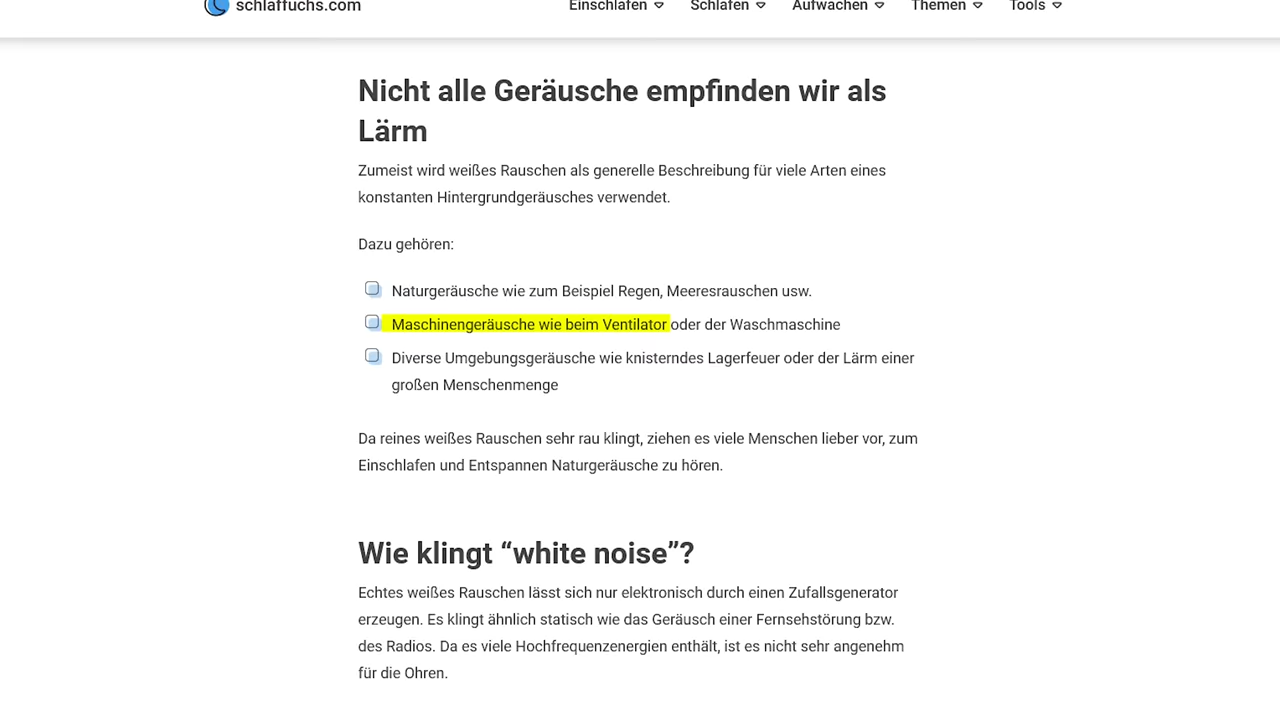 schlaffuchs.com Einschlafen Schlafen Aufwachen Themen Tools
Nicht alle Geräusche empfinden wir als
Lärm
Zumeist wird weißes Rauschen als generelle Beschreibung für viele Arten eines
konstanten Hintergrundgeräusches verwendet.
Dazu gehören:
Naturgeräusche wie zum Beispiel Regen, Meeresrauschen usw.
Maschinengeräusche wie beim Ventilator oder der Waschmaschine
Diverse Umgebungsgeräusche wie knisterndes Lagerfeuer oder der Lärm einer
großen Menschenmenge
Da reines weißes Rauschen sehr rau klingt, ziehen es viele Menschen lieber vor, zum
Einschlafen und Entspannen Naturgeräusche zu hören.
Wie klingt “white noise”?
Echtes weißes Rauschen lässt sich nur elektronisch durch einen Zufallsgenerator
erzeugen. Es klingt ähnlich statisch wie das Geräusch einer Fernsehstörung bzw.
des Radios. Da es viele Hochfrequenzenergien enthält, ist es nicht sehr angenehm
für die Ohren.